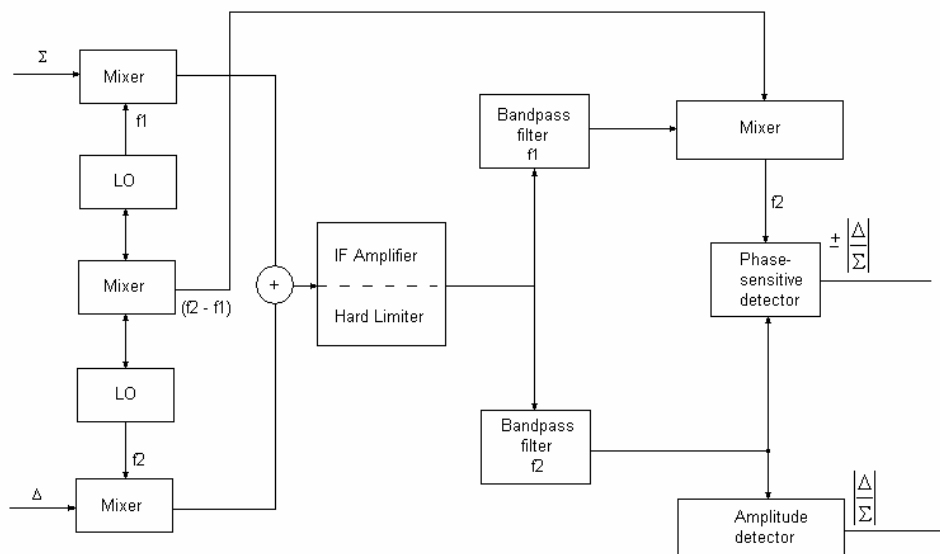 Σ
Mixer
f1
LO
Mixer
(f2 - f1)
LO
f2
Δ
Mixer
+
IF Amplifier
Hard Limiter
Bandpass
filter
f1
Bandpass
filter
f2
Mixer
f2
Phase-
sensitive
detector
± |Δ/Σ|
Amplitude
detector
|Δ/Σ|